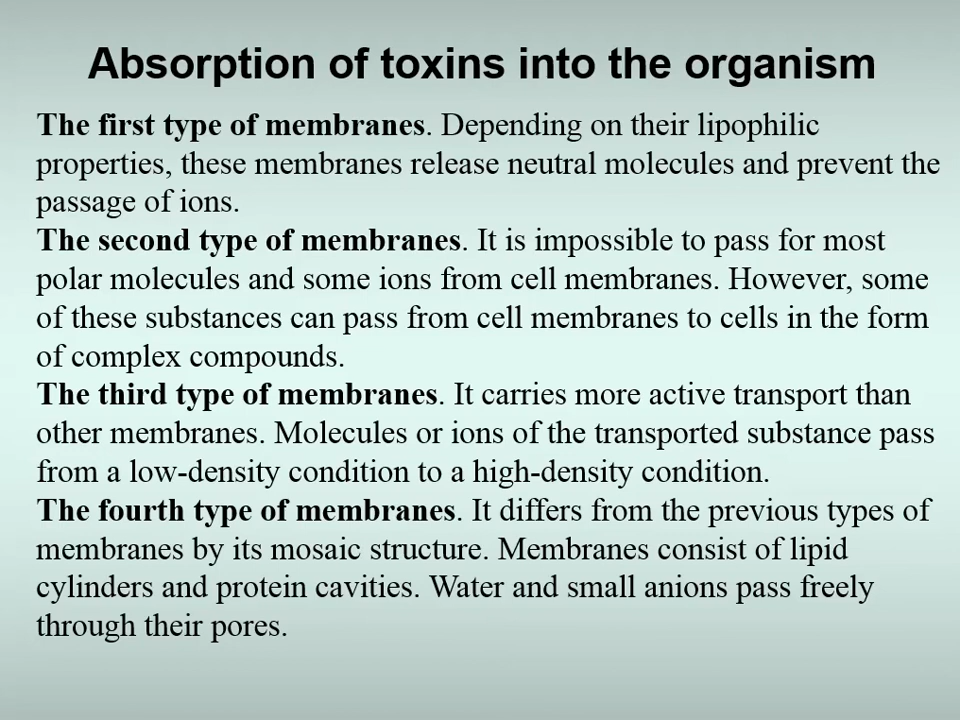 Absorption of toxins into the organism
The first type of membranes. Depending on their lipophilic
properties, these membranes release neutral molecules and prevent the
passage of ions.
The second type of membranes. It is impossible to pass for most
polar molecules and some ions from cell membranes. However, some
of these substances can pass from cell membranes to cells in the form
of complex compounds.
The third type of membranes. It carries more active transport than
other membranes. Molecules or ions of the transported substance pass
from a low-density condition to a high-density condition.
The fourth type of membranes. It differs from the previous types of
membranes by its mosaic structure. Membranes consist of lipid
cylinders and protein cavities. Water and small anions pass freely
through their pores.